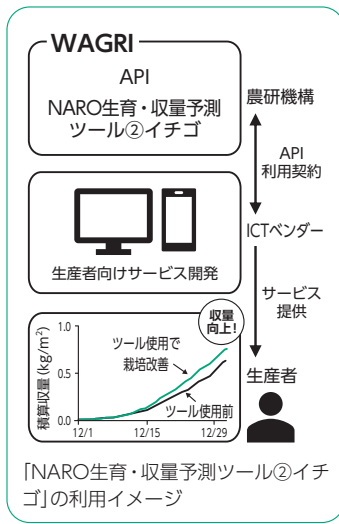 WAGRI
API
NARO生育・収量予測
ツール②イチゴ
農研機構
API
利用契約
ICTベンダー
生産者向けサービス開発
サービス
提供
収量
向上!
積算収量(kg/m²)
1.0
0.5
0.0
ツール使用で
栽培改善
ツール使用前
12/1
12/15
12/29
生産者
「NARO生育・収量予測ツール②イチ
ゴ」の利用イメージ